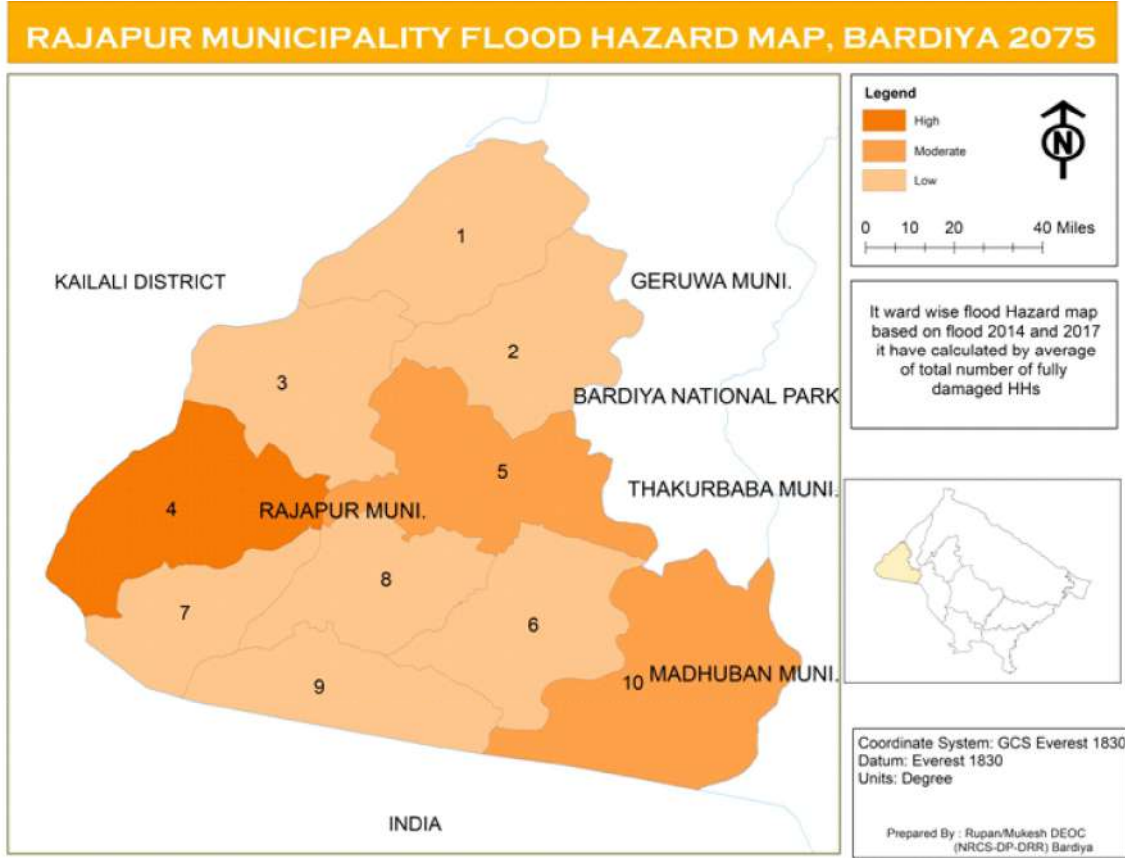 RAJAPUR MUNICIPALITY FLOOD HAZARD MAP, BARDIYA 2075
Legend
High
Moderate
Low
N
0 10 20 40 Miles
It ward wise flood Hazard map
based on flood 2014 and 2017
it have calculated by average
of total number of fully
damaged HHs
1
KAILALI DISTRICT
GERUWA MUNI.
2
3
BARDIYA NATIONAL PARK
5
THAKURBABA MUNI.
4
RAJAPUR MUNI.
8
7
6
10 MADHUBAN MUNI.
9
INDIA
Coordinate System: GCS Everest 1830
Datum: Everest 1830
Units: Degree
Prepared By : Rupan/Mukesh DEOC
(NRCS-DP-DRR) Bardiya